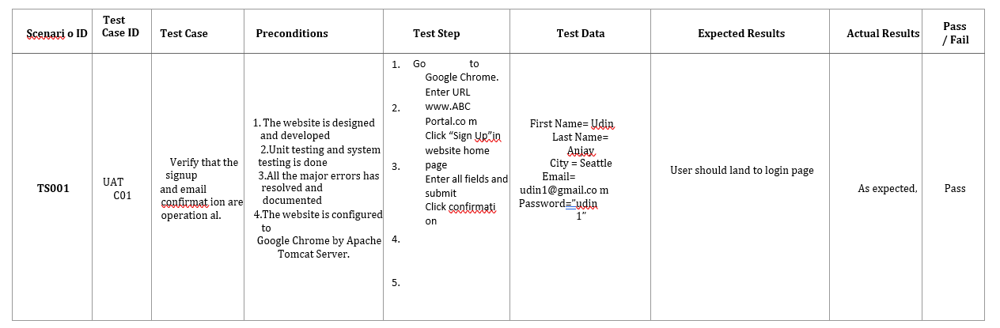 Scenari o ID
Test
Case ID
Test Case
Preconditions
Test Step
Test Data
Expected Results
Actual Results
Pass
/ Fail
TS001
UAT
C01
Verify that the
signup
and email
confirmat ion are
operation al.
1. The website is designed
and developed
2.Unit testing and system
testing is done
3.All the major errors has
resolved and
documented
4.The website is configured
to
Google Chrome by Apache
Tomcat Server.
1. Go to
Google Chrome.
Enter URL
2. www.ABC
Portal.co m
Click “Sign Up”in
website home
3. page
Enter all fields and
submit
Click confirmati
on
4.
5.
First Name= Udin
Last Name=
Anjay
City = Seattle
Email=
udin1@gmail.co m
Password=”udin
1”
User should land to login page
As expected,
Pass